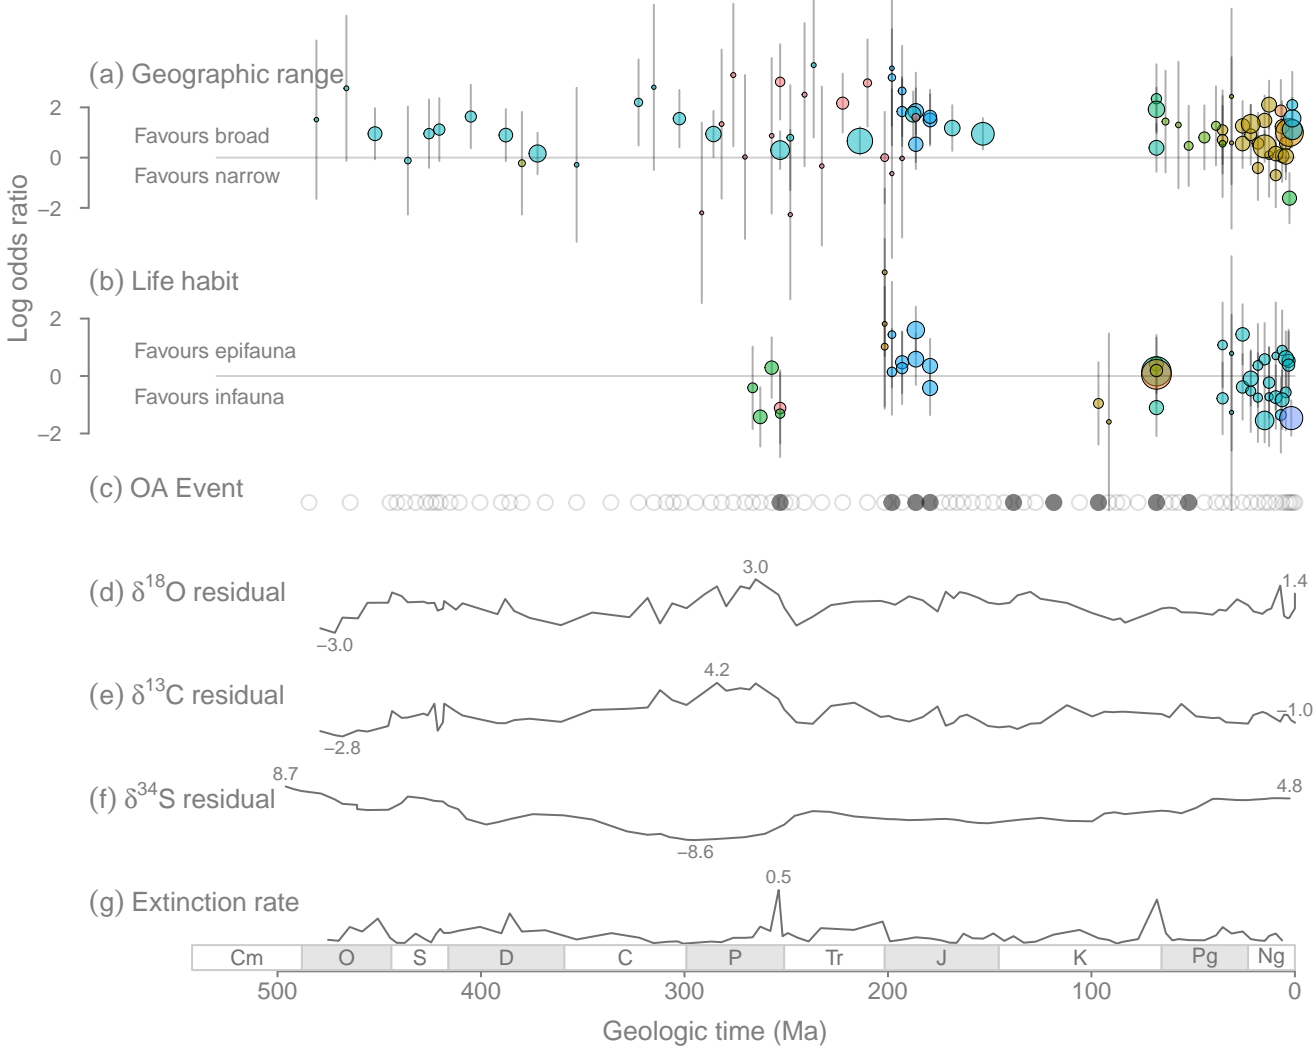 (a) Geographic range
2
Favours broad
0
Favours narrow
−2
Log odds ratio
(b) Life habit
2
Favours epifauna
0
Favours infauna
−2
(c) OA Event
3.0
(d) δ18O residual
1.4
−3.0
4.2
(e) δ13C residual
−1.0
−2.8
8.7
(f) δ34S residual
4.8
−8.6
0.5
(g) Extinction rate
Cm O S D C P Tr J K Pg Ng
500 400 300 200 100 0
Geologic time (Ma)